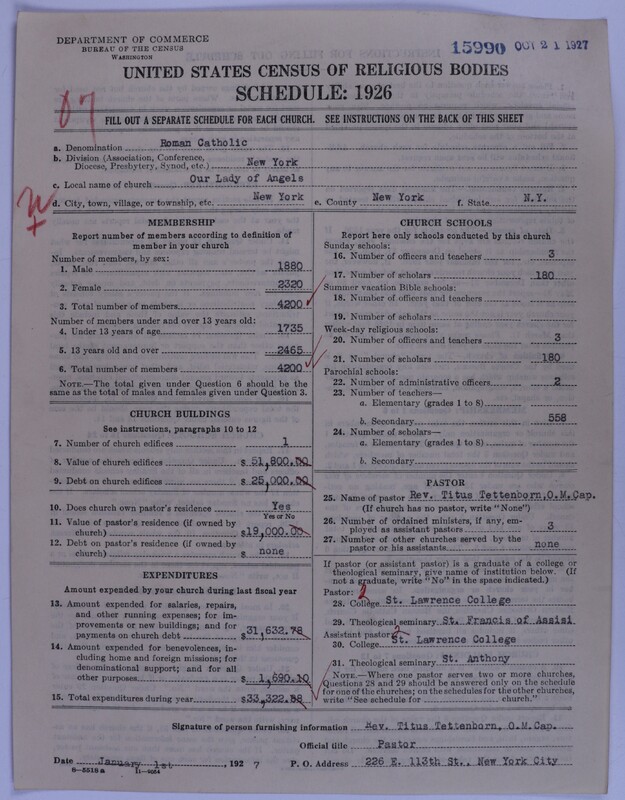 DEPARTMENT OF COMMERCE
BUREAU OF THE CENSUS
WASHINGTON
15990 OCT 21 1927
UNITED STATES CENSUS OF RELIGIOUS BODIES
SCHEDULE: 1926
FILL OUT A SEPARATE SCHEDULE FOR EACH CHURCH. SEE INSTRUCTIONS ON THE BACK OF THIS SHEET
a. Denomination Roman Catholic
b. Division (Association, Conference,
Diocese, Presbytery, Synod, etc.) New York
c. Local name of church Our Lady of Angels
d. City, town, village, or township, etc. New York e. County New York f. State N.Y.
MEMBERSHIP
Report number of members according to definition of
member in your church
Number of members, by sex:
1. Male 1880
2. Female 2320
3. Total number of members 4200
Number of members under and over 13 years old:
4. Under 13 years of age 1735
5. 13 years old and over 2465
6. Total number of members 4200
NOTE.—The total given under Question 6 should be the
same as the total of males and females given under Question 3.
CHURCH BUILDINGS
See instructions, paragraphs 10 to 12
7. Number of church edifices 1
8. Value of church edifices $ 51,800.00
9. Debt on church edifices $ 25,000.00
10. Does church own pastor's residence Yes
Yes or No
11. Value of pastor's residence (if owned by
church) $19,000.00
12. Debt on pastor's residence (if owned by
church) $ none
EXPENDITURES
Amount expended by your church during last fiscal year
13. Amount expended for salaries, repairs,
and other running expenses; for im-
provements or new buildings; and for
payments on church debt $31,632.78
14. Amount expended for benevolences, in-
cluding home and foreign missions; for
denominational support; and for all
other purposes $ 1,690.10
15. Total expenditures during year $33,322.88
CHURCH SCHOOLS
Report here only schools conducted by this church
Sunday schools:
16. Number of officers and teachers 3
17. Number of scholars 180
Summer vacation Bible schools:
18. Number of officers and teachers
19. Number of scholars
Week-day religious schools:
20. Number of officers and teachers 3
21. Number of scholars 180
Parochial schools:
22. Number of administrative officers 2
23. Number of teachers—
a. Elementary (grades 1 to 8)
b. Secondary 558
24. Number of scholars—
a. Elementary (grades 1 to 8)
b. Secondary
PASTOR
25. Name of pastor Rev. Titus Tettenborn,O.M.Cap.
(If church has no pastor, write "None")
26. Number of ordained ministers, if any, em-
ployed as assistant pastors 3
27. Number of other churches served by the
pastor or his assistants none
If pastor (or assistant pastor) is a graduate of a college or
theological seminary, give name of institution below. (If
not a graduate, write "No" in the space indicated.)
Pastor: 2
28. College St. Lawrence College
29. Theological seminary St. Francis of Assisi
Assistant pastor: 2
30. College St. Lawrence College
31. Theological seminary St. Anthony
NOTE.—Where one pastor serves two or more churches,
Questions 28 and 29 should be answered only on the schedule
for one of the churches; on the schedules for the other churches,
write "See schedule for church."
Signature of person furnishing information Rev. Titus Tettenborn, O.M.Cap.
Official title Pastor
Date January 1st, 1927 P. O. Address 226 E. 113th St., New York City
8—5518 a